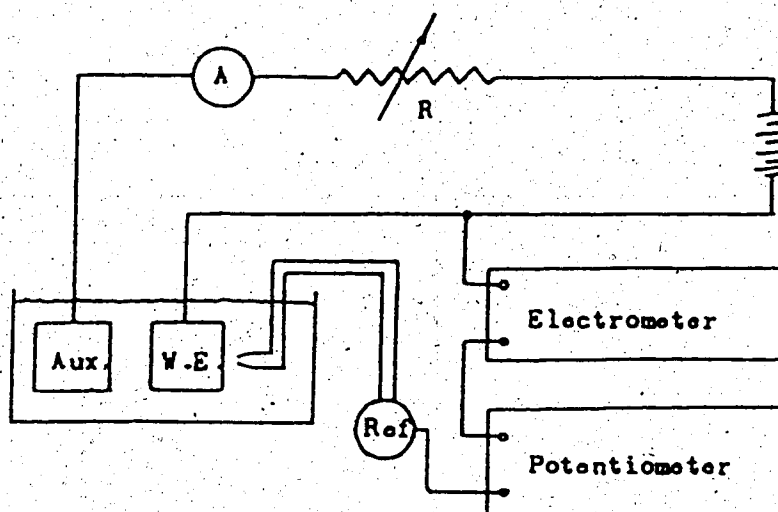 A
R
Electrometer
Aux.
W.E.
Ref
Potentiometer